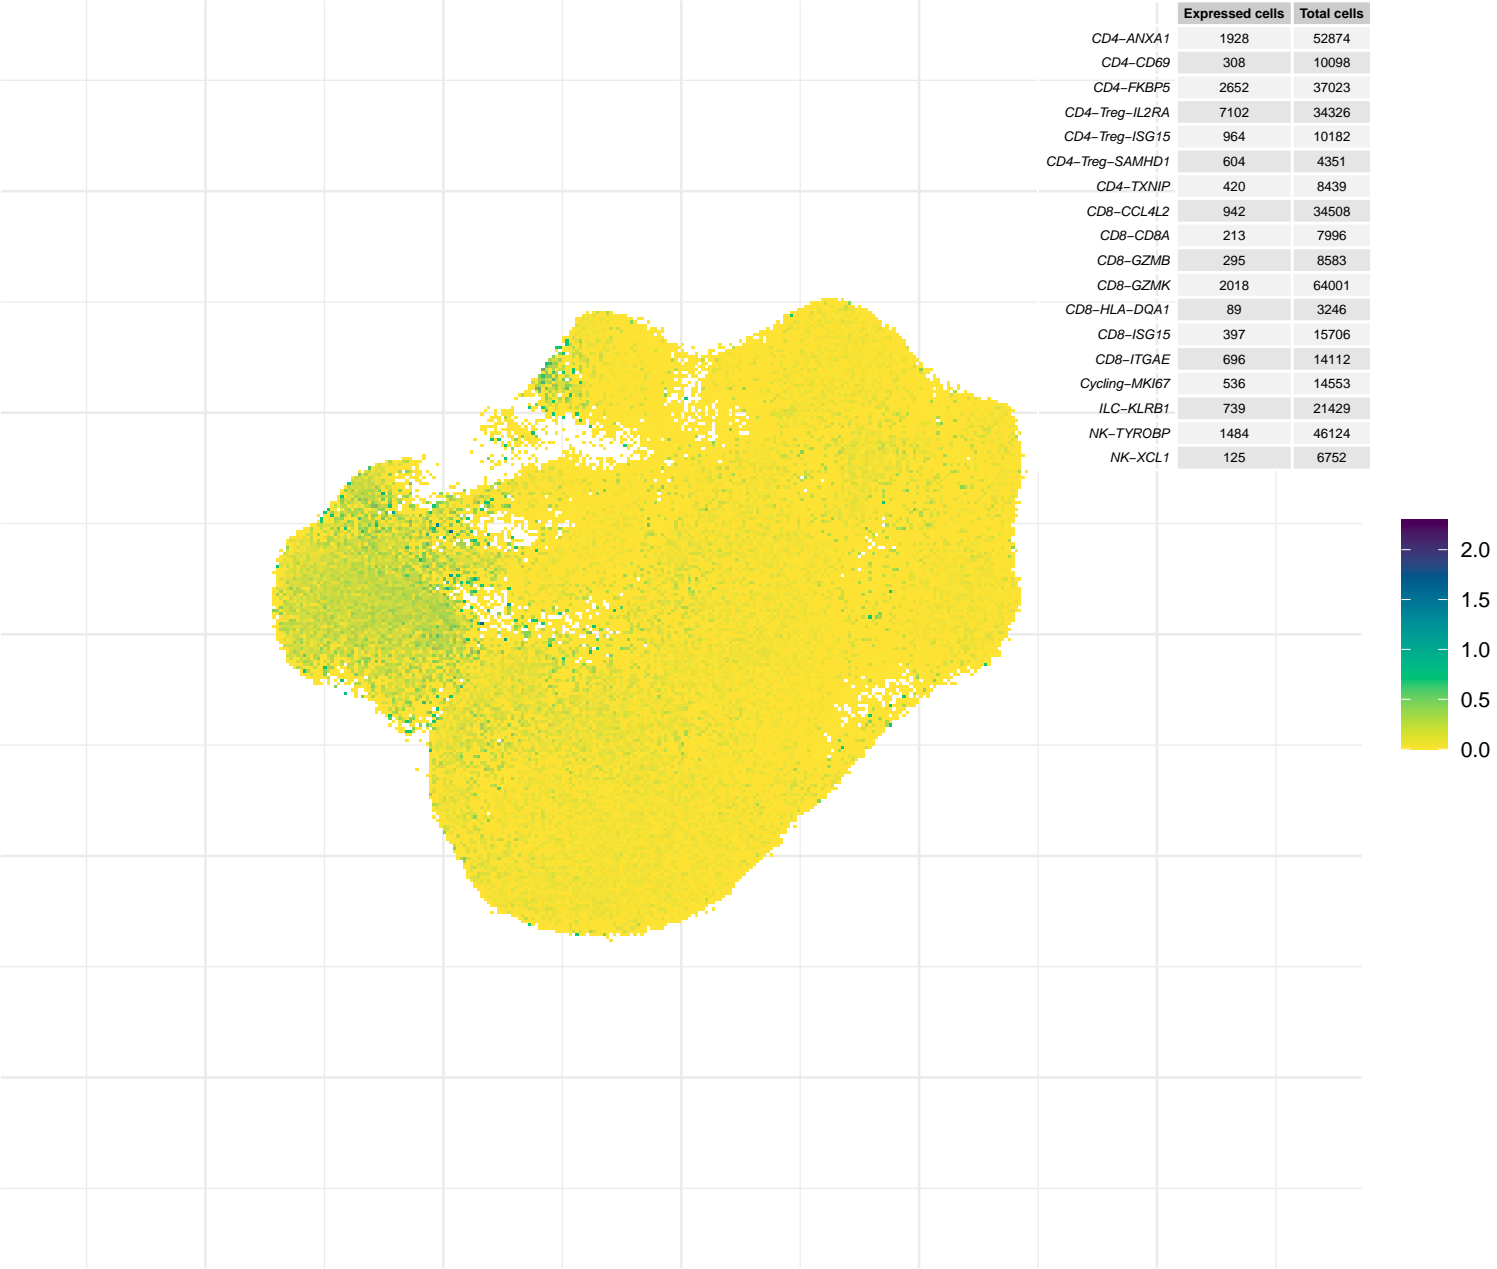 Expressed cells Total cells
CD4−ANXA1 1928 52874
CD4−CD69 308 10098
CD4−FKBP5 2652 37023
CD4−Treg−IL2RA 7102 34326
CD4−Treg−ISG15 964 10182
CD4−Treg−SAMHD1 604 4351
CD4−TXNIP 420 8439
CD8−CCL4L2 942 34508
CD8−CD8A 213 7996
CD8−GZMB 295 8583
CD8−GZMK 2018 64001
CD8−HLA−DQA1 89 3246
CD8−ISG15 397 15706
CD8−ITGAE 696 14112
Cycling−MKI67 536 14553
ILC−KLRB1 739 21429
NK−TYROBP 1484 46124
NK−XCL1 125 6752
2.0
1.5
1.0
0.5
0.0